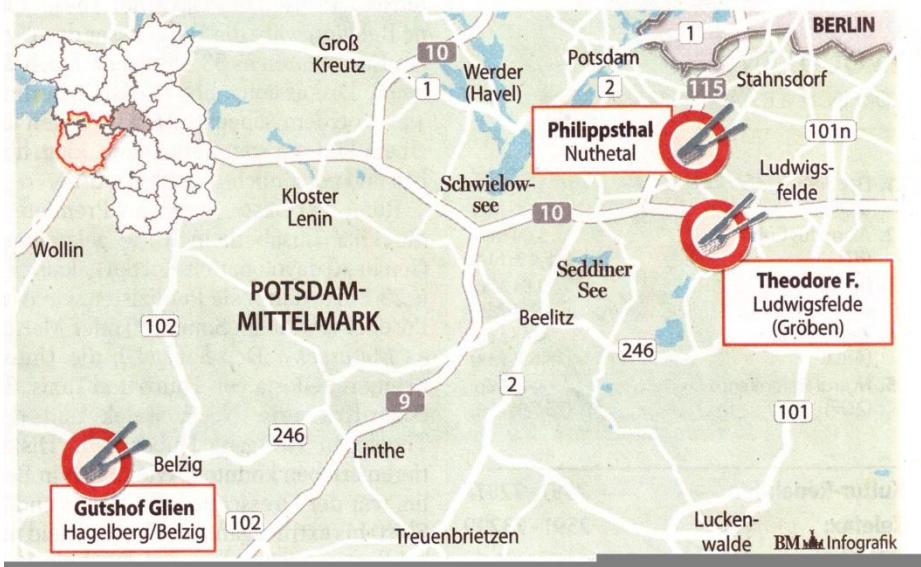 BERLIN
1
Groß
Kreutz
10
Werder
(Havel)
1
Potsdam
2
115
Stahnsdorf
101n
Philippsthal
Nuthetal
Ludwigs-
felde
Kloster
Lenin
Schwielow-
see
10
Wollin
POTSDAM-
MITTELMARK
Seddiner
See
Theodore F.
Ludwigsfelde
(Gröben)
102
Beelitz
246
2
9
101
246
Linthe
Belzig
Gutshof Glien
Hagelberg/Belzig
102
Treuenbrietzen
Lucken-
walde
BM Infografik